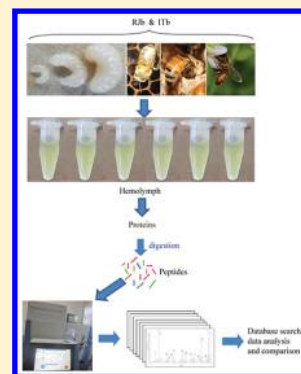 RJb & ITb
Hemolymph
Proteins
digestion
Peptides
Database search
data analysis
and comparison